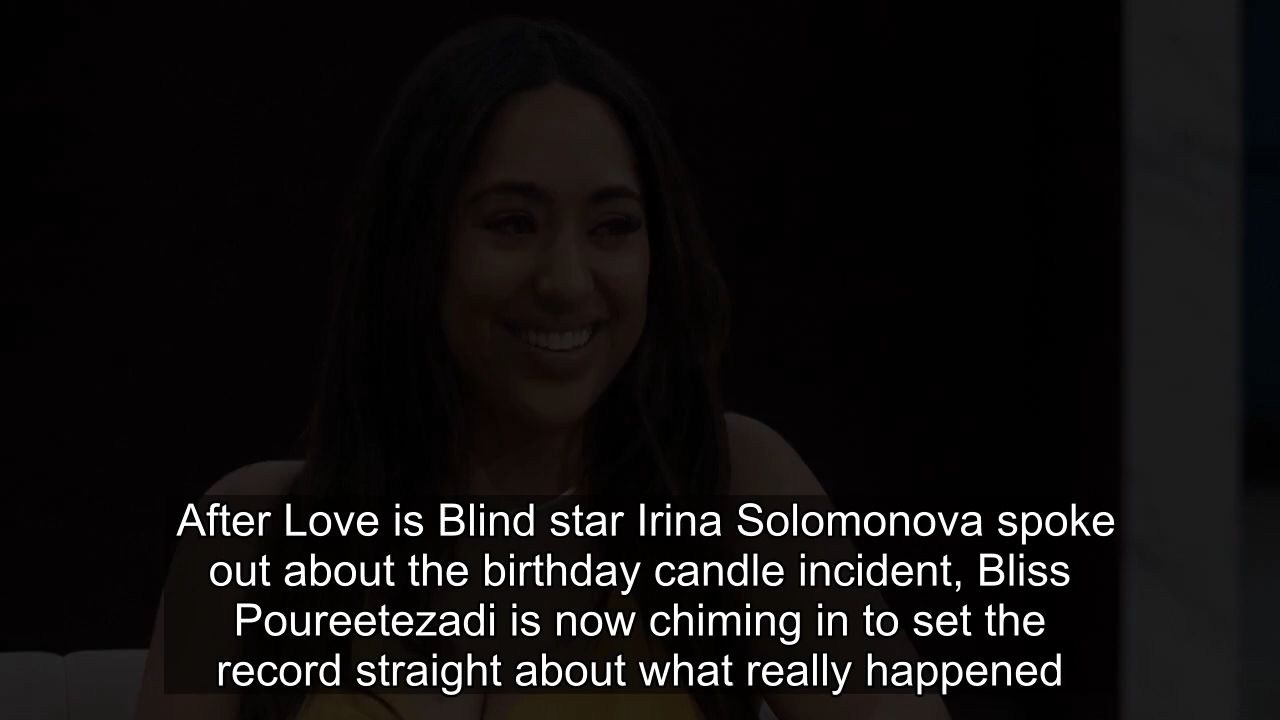 After Love is Blind star Irina Solomonova spoke
out about the birthday candle incident, Bliss
Poureetezadi is now chiming in to set the
record straight about what really happened